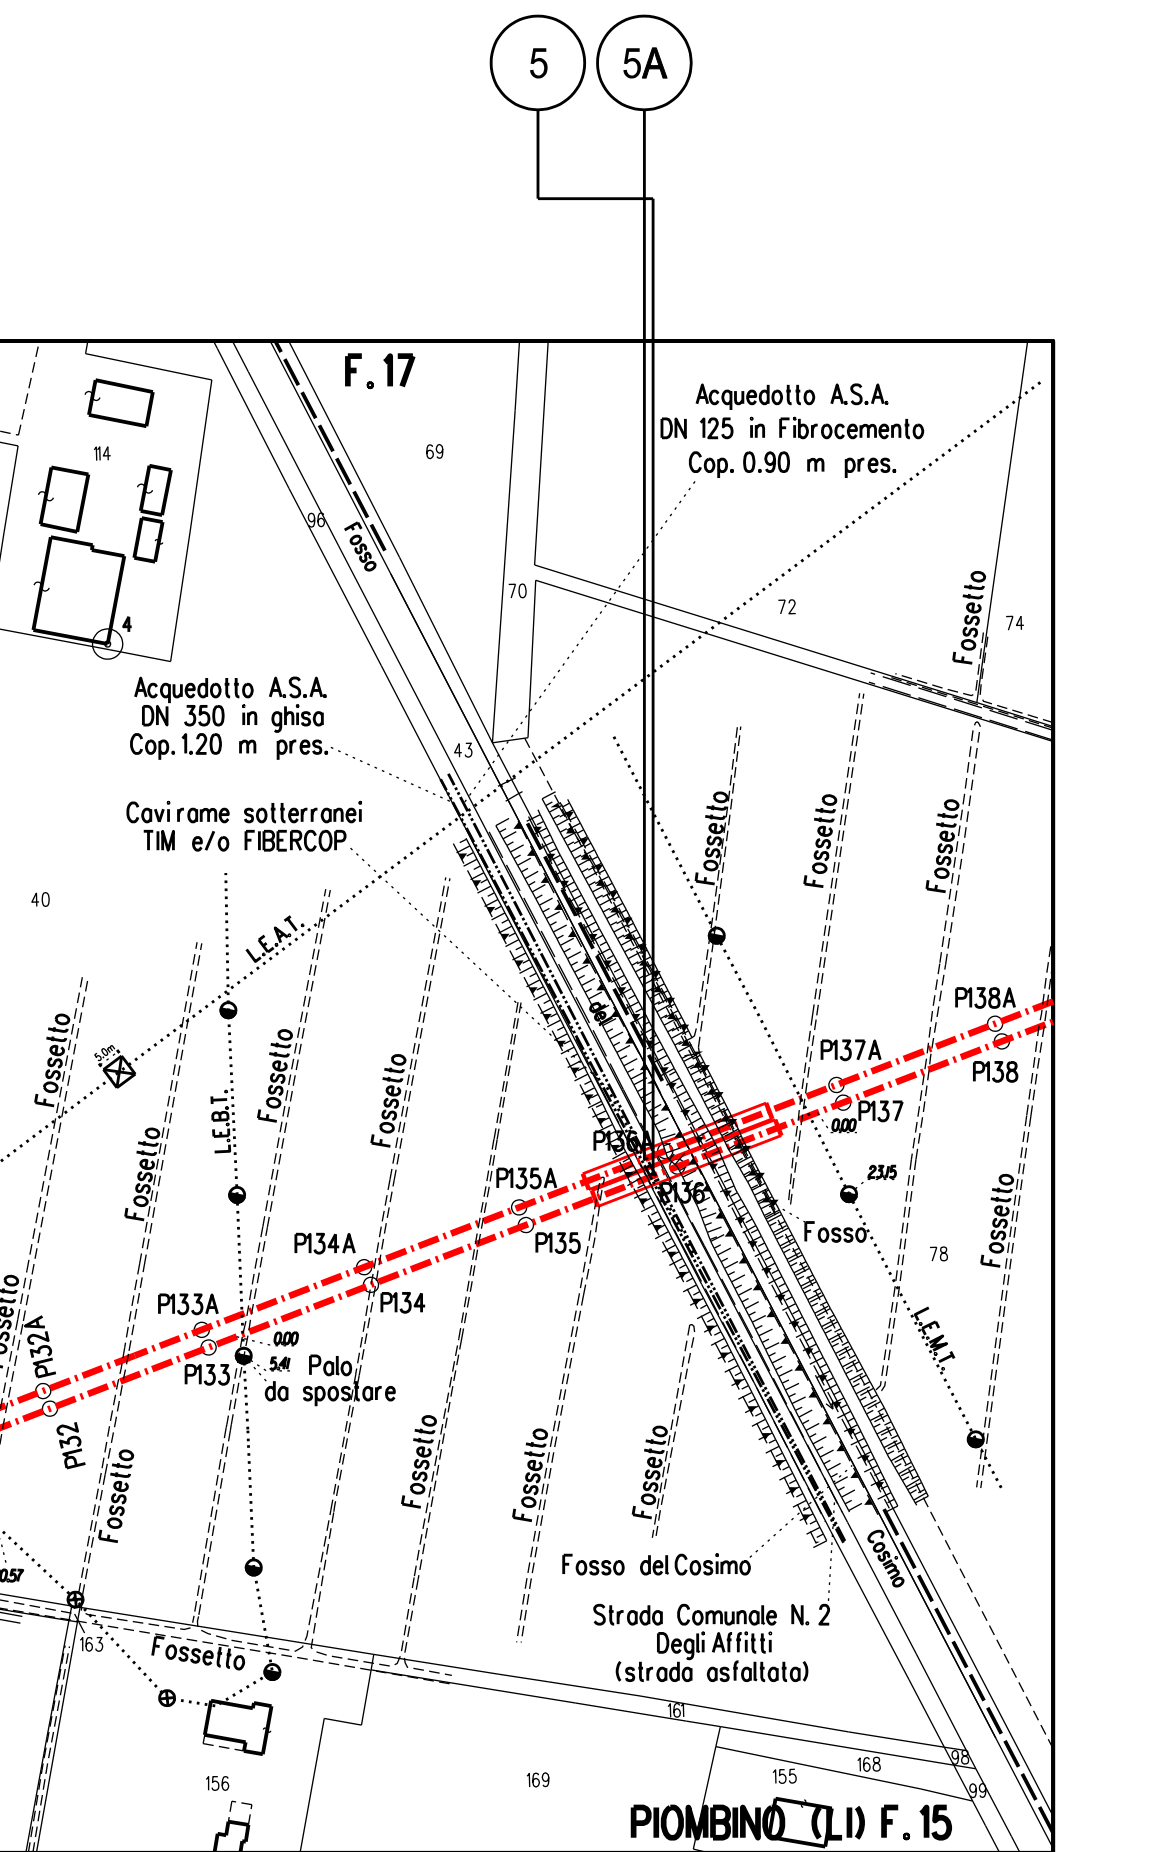 5 5A
F.17
Acquedotto A.S.A.
DN 125 in Fibrocemento
Cop. 0.90 m pres.
114
69
96
Fosso
70
72
74
Fossetto
4
Acquedotto A.S.A.
DN 350 in ghisa
Cop. 1.20 m pres.
43
Cavi rame sotterranei
TIM e/o FIBERCOP
Fossetto
Fossetto
Fossetto
40
L.E.A.T.
5.0m
Fossetto
Fossetto
Fossetto
L.E.B.T.
Fossetto
del
P138A
P138
P137A
P137
0.00
P136A
P136
23.15
P135A
P135
Fosso
Fossetto
78
P134A
P134
P133A
P133
0.00
5.41
Palo
da spostare
Fossetto
P132A
P132
L.E.M.T.
Fossetto
Fossetto
Fossetto
Fossetto
Fosso del Cosimo
Cosimo
0.57
Strada Comunale N. 2
Degli Affitti
(strada asfaltata)
163
Fossetto
161
98
168
155
99
156
169
PIOMBINO (LI) F. 15